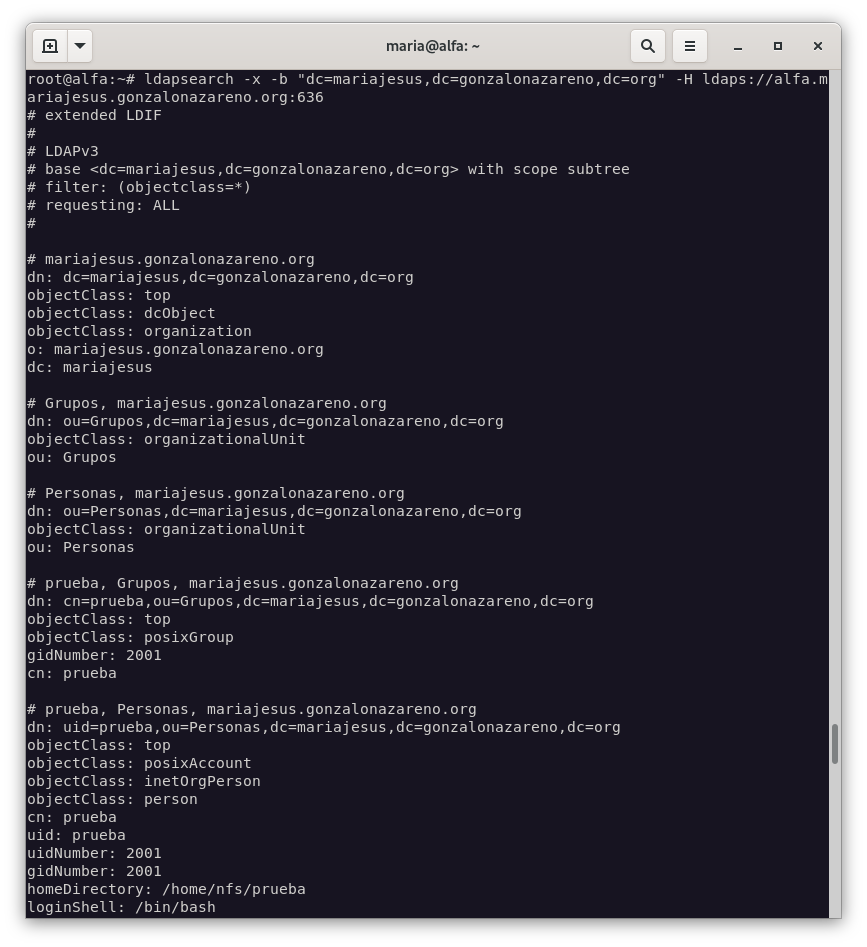 maria@alfa: ~
root@alfa:~# ldapsearch -x -b "dc=mariajesus,dc=gonzalonazareno,dc=org" -H ldaps://alfa.m
ariajesus.gonzalonazareno.org:636
# extended LDIF
#
# LDAPv3
# base <dc=mariajesus,dc=gonzalonazareno,dc=org> with scope subtree
# filter: (objectclass=*)
# requesting: ALL
#

# mariajesus.gonzalonazareno.org
dn: dc=mariajesus,dc=gonzalonazareno,dc=org
objectClass: top
objectClass: dcObject
objectClass: organization
o: mariajesus.gonzalonazareno.org
dc: mariajesus

# Grupos, mariajesus.gonzalonazareno.org
dn: ou=Grupos,dc=mariajesus,dc=gonzalonazareno,dc=org
objectClass: organizationalUnit
ou: Grupos

# Personas, mariajesus.gonzalonazareno.org
dn: ou=Personas,dc=mariajesus,dc=gonzalonazareno,dc=org
objectClass: organizationalUnit
ou: Personas

# prueba, Grupos, mariajesus.gonzalonazareno.org
dn: cn=prueba,ou=Grupos,dc=mariajesus,dc=gonzalonazareno,dc=org
objectClass: top
objectClass: posixGroup
gidNumber: 2001
cn: prueba

# prueba, Personas, mariajesus.gonzalonazareno.org
dn: uid=prueba,ou=Personas,dc=mariajesus,dc=gonzalonazareno,dc=org
objectClass: top
objectClass: posixAccount
objectClass: inetOrgPerson
objectClass: person
cn: prueba
uid: prueba
uidNumber: 2001
gidNumber: 2001
homeDirectory: /home/nfs/prueba
loginShell: /bin/bash